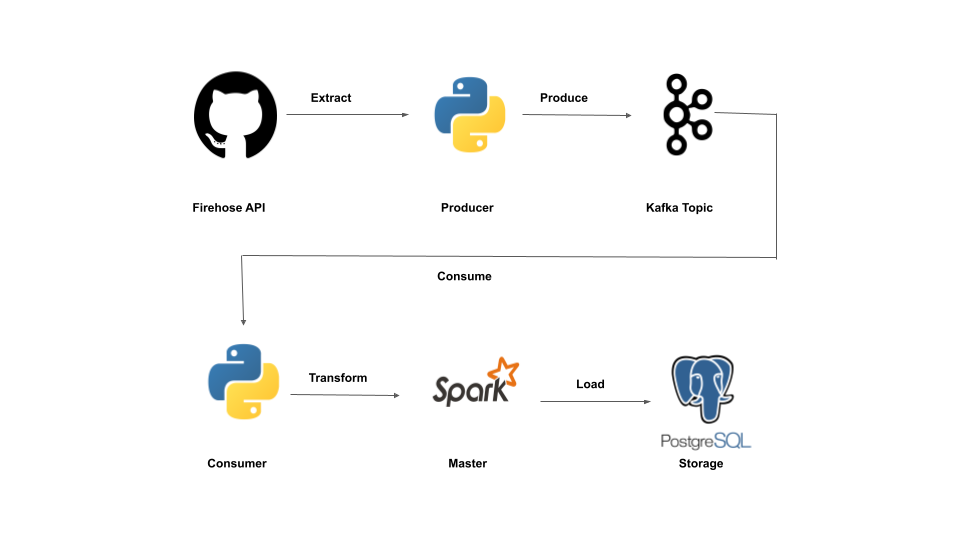 Extract
Produce
Firehose API
Producer
Kafka Topic
Consume
Transform
Spark
Load
PostgreSQL
Consumer
Master
Storage